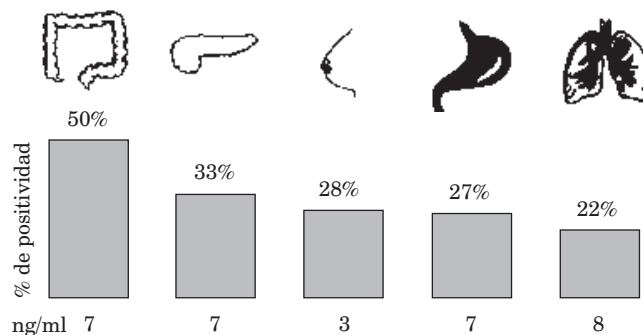 50%
33%
28%
27%
22%
% de positividad
ng/ml 7 7 3 7 8